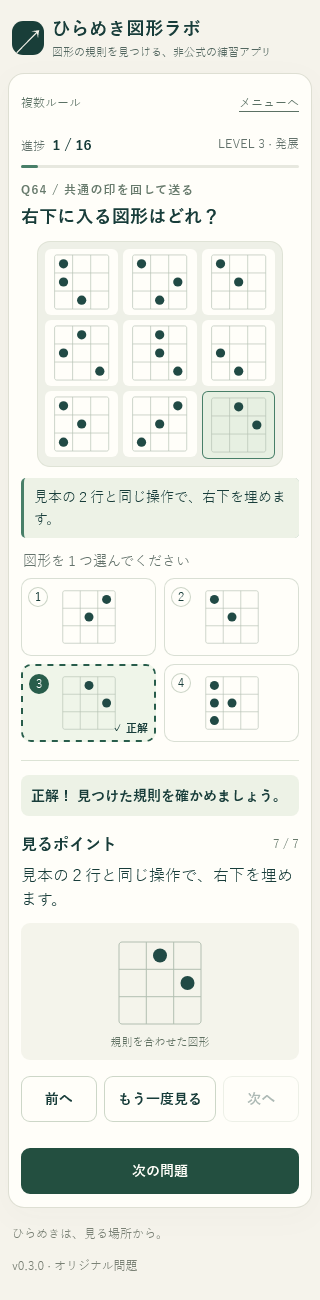 ひらめき図形ラボ
図形の規則を見つける、非公式の練習アプリ
複数ルール
メニューへ
進捗 1 / 16
LEVEL 3 · 発展
Q64 / 共通の印を回して送る
右下に入る図形はどれ？
見本の２行と同じ操作で、右下を埋めま
す。
図形を１つ選んでください
1
2
3
✓ 正解
4
正解！ 見つけた規則を確かめましょう。
見るポイント
7 / 7
見本の２行と同じ操作で、右下を埋め
ます。
規則を合わせた図形
前へ
もう一度見る
次へ
次の問題
ひらめきは、見る場所から。
v0.3.0 · オリジナル問題